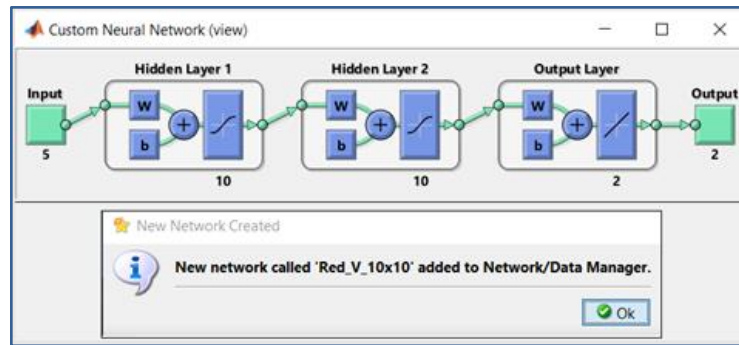 Custom Neural Network (view)
Hidden Layer 1 Hidden Layer 2 Output Layer
Input Output
W W W
b b b
5 2
10 10 2
New Network Created
New network called 'Red_V_10x10' added to Network/Data Manager.
Ok